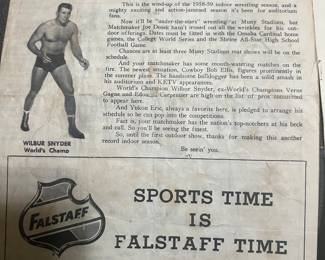 This is the wind-up of the 1958-59 indoor wrestling season, and a
mighty exciting and action-jammed season it's been for auditorium
fans.
Now it'll be "under-the-stars" wrestling at Muny Stadium, but
Matchmaker Joe Dusek hasn't ironed out all the wrinkles for his out-
door offerings. Dates must be listed with the Omaha Cardinal home
games, the College World Series and the Shrine All-Star High School
Football Game.
Chances are at least three Muny Stadium mat shows will be on the
schedule.
And your matchmaker has some mouth-watering matches on the
fire. The newest sensation, Cowboy Bob Ellis, figures prominently in the
summer plans. The handsome bulldogger has been a solid smash in
his auditorium and KETV appearances.
World's Champion Wilbur Snyder, ex-World's Champions Verne
Gagne and Edou... Carpentier are high on the list of pros committed
to appear here.
And Yukon Eric, always a favorite here, is pledged to arrange his
schedule so he can pop into the competitions.
Fact is, your matchmaker has the nation's top-notchers at his beck
and call. So you'll be seeing the best.
So, until the first outdoor show, thanks for making this another
record indoor season.
Be seein' you.
WILBUR SNYDER
World's Champ
FALSTAFF
SPORTS TIME
IS
FALSTAFF TIME